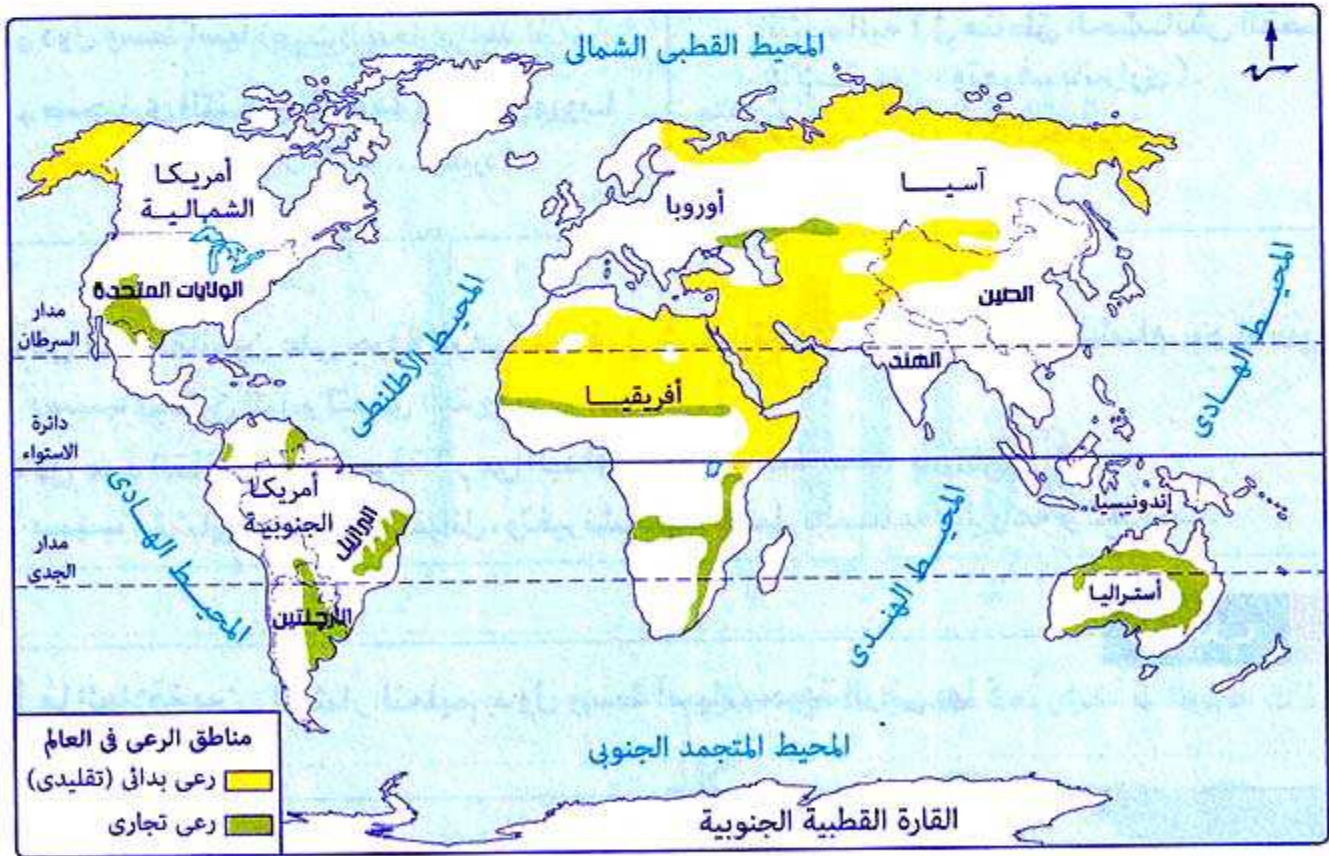 المحيط القطبى الشمالى
أمريكا
الشمالية
آسيا
أوروبا
الولايات المتحدة
الصين
المحيط الهادى
مدار
السرطان
المحيط الأطلنطى
الهند
أفريقيا
دائرة
الاستواء
أمريكا
الجنوبية
البرازيل
إندونيسيا
المحيط الهادى
المحيط الهندى
مدار
الجدى
الأرجنتين
أستراليا
المحيط المتجمد الجنوبى
القارة القطبية الجنوبية
مناطق الرعى فى العالم
رعى بدائى (تقليدى)
رعى تجارى